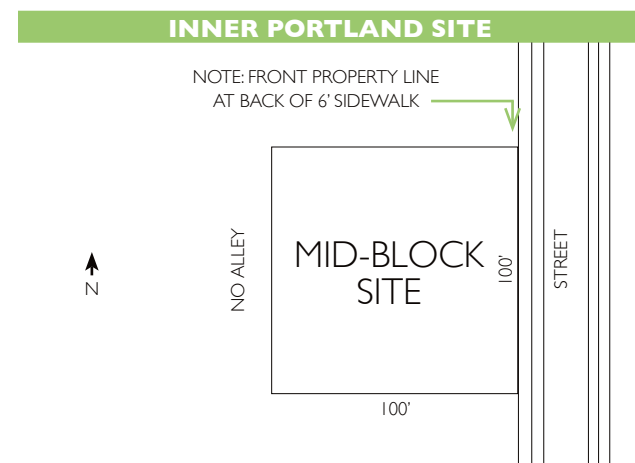 INNER PORTLAND SITE
NOTE: FRONT PROPERTY LINE
AT BACK OF 6' SIDEWALK
NO ALLEY
MID-BLOCK
SITE
100'
STREET
N
100'